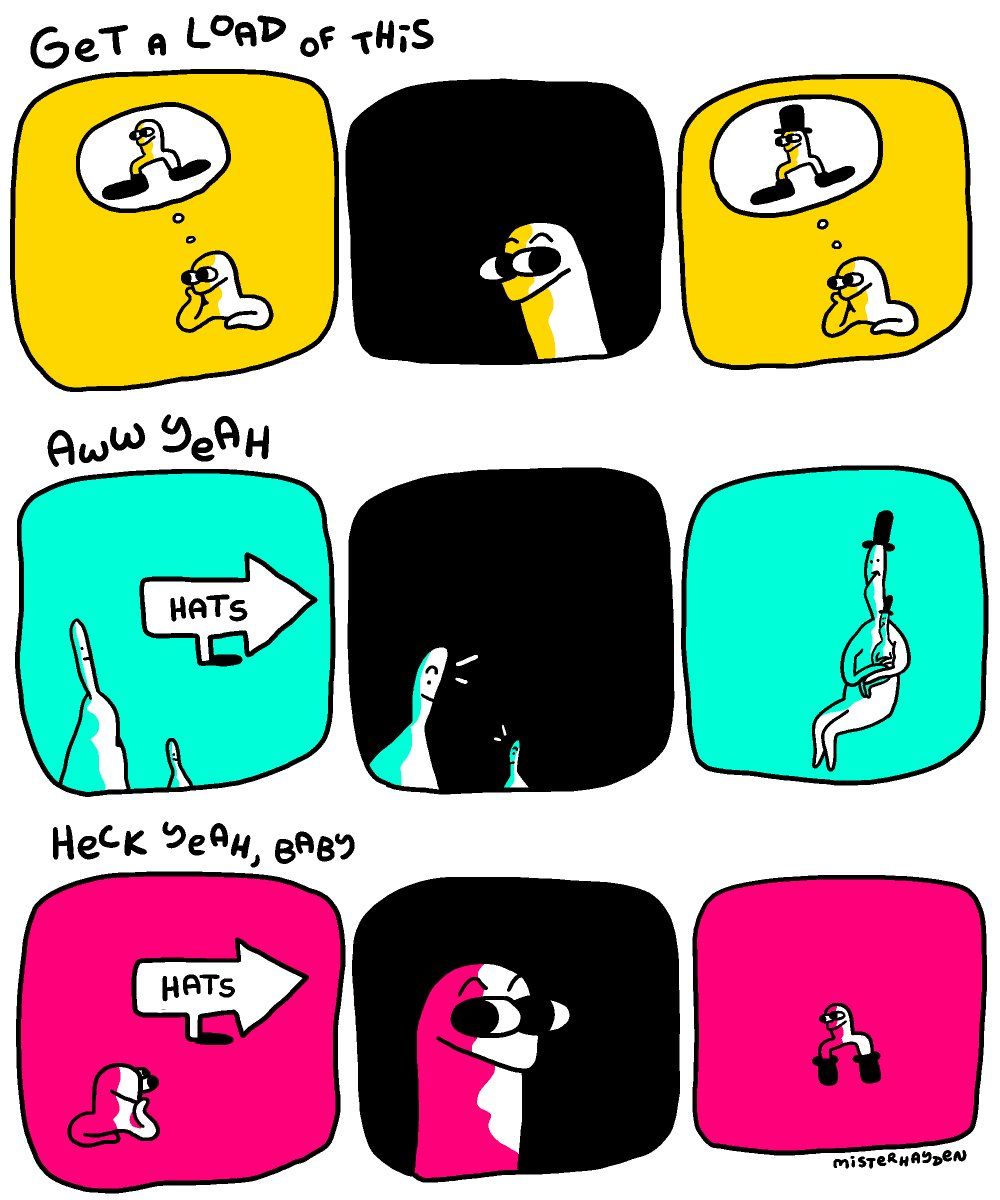 GeT A LOAD OF THiS
AWW YeAH
HATS
HeCK YeAH, BABY
HATS
MiSTeRHAYDeN